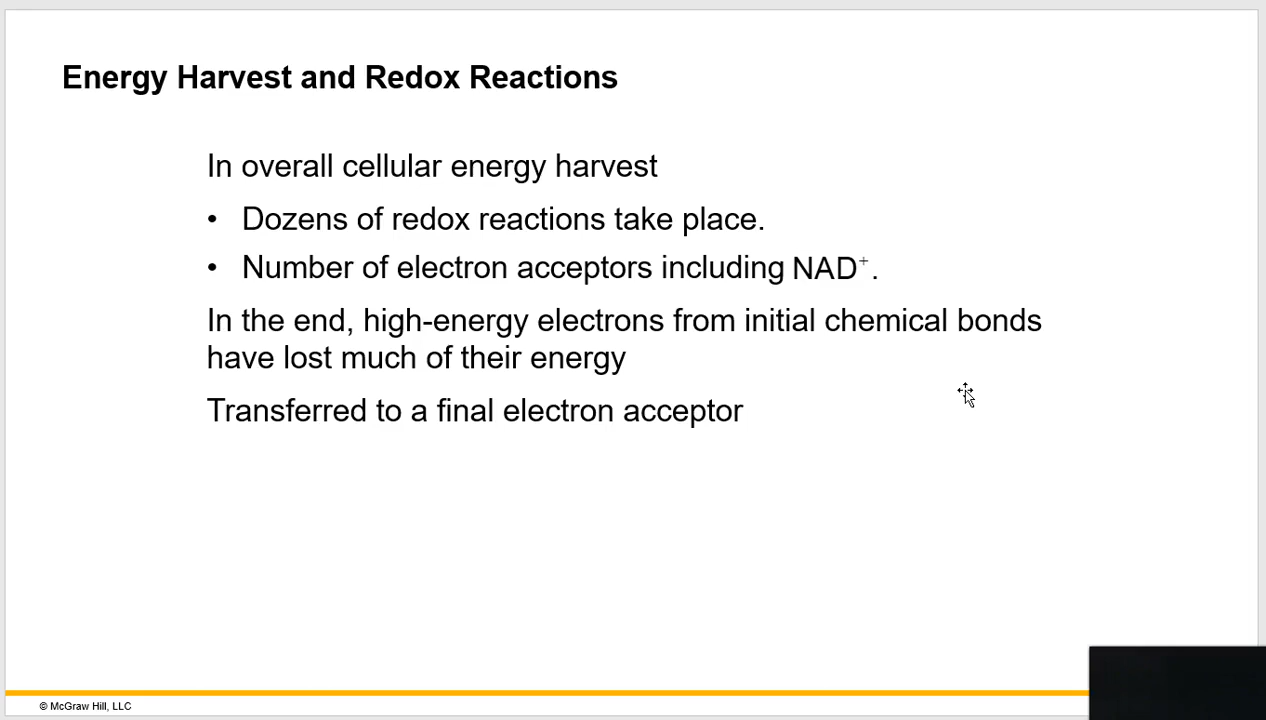 Energy Harvest and Redox Reactions
In overall cellular energy harvest
• Dozens of redox reactions take place.
• Number of electron acceptors including NAD⁺.
In the end, high-energy electrons from initial chemical bonds
have lost much of their energy
Transferred to a final electron acceptor
© McGraw Hill, LLC